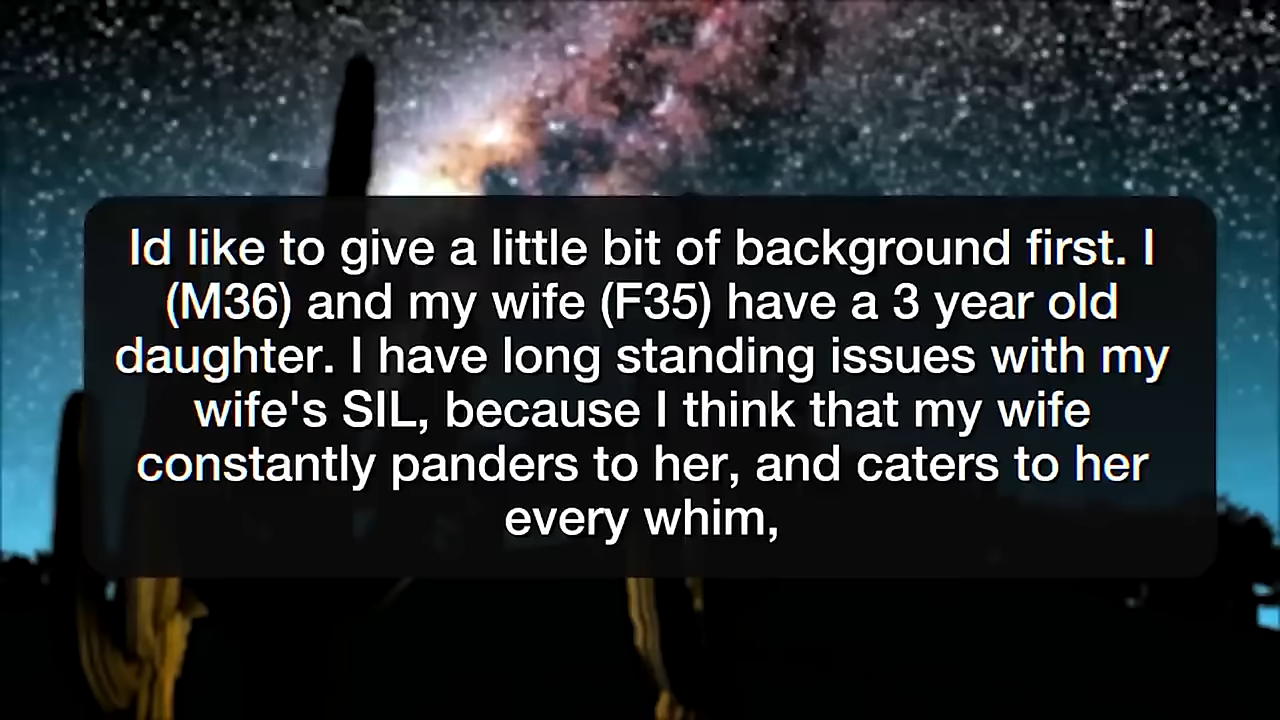 Id like to give a little bit of background first. I
(M36) and my wife (F35) have a 3 year old
daughter. I have long standing issues with my
wife's SIL, because I think that my wife
constantly panders to her, and caters to her
every whim,